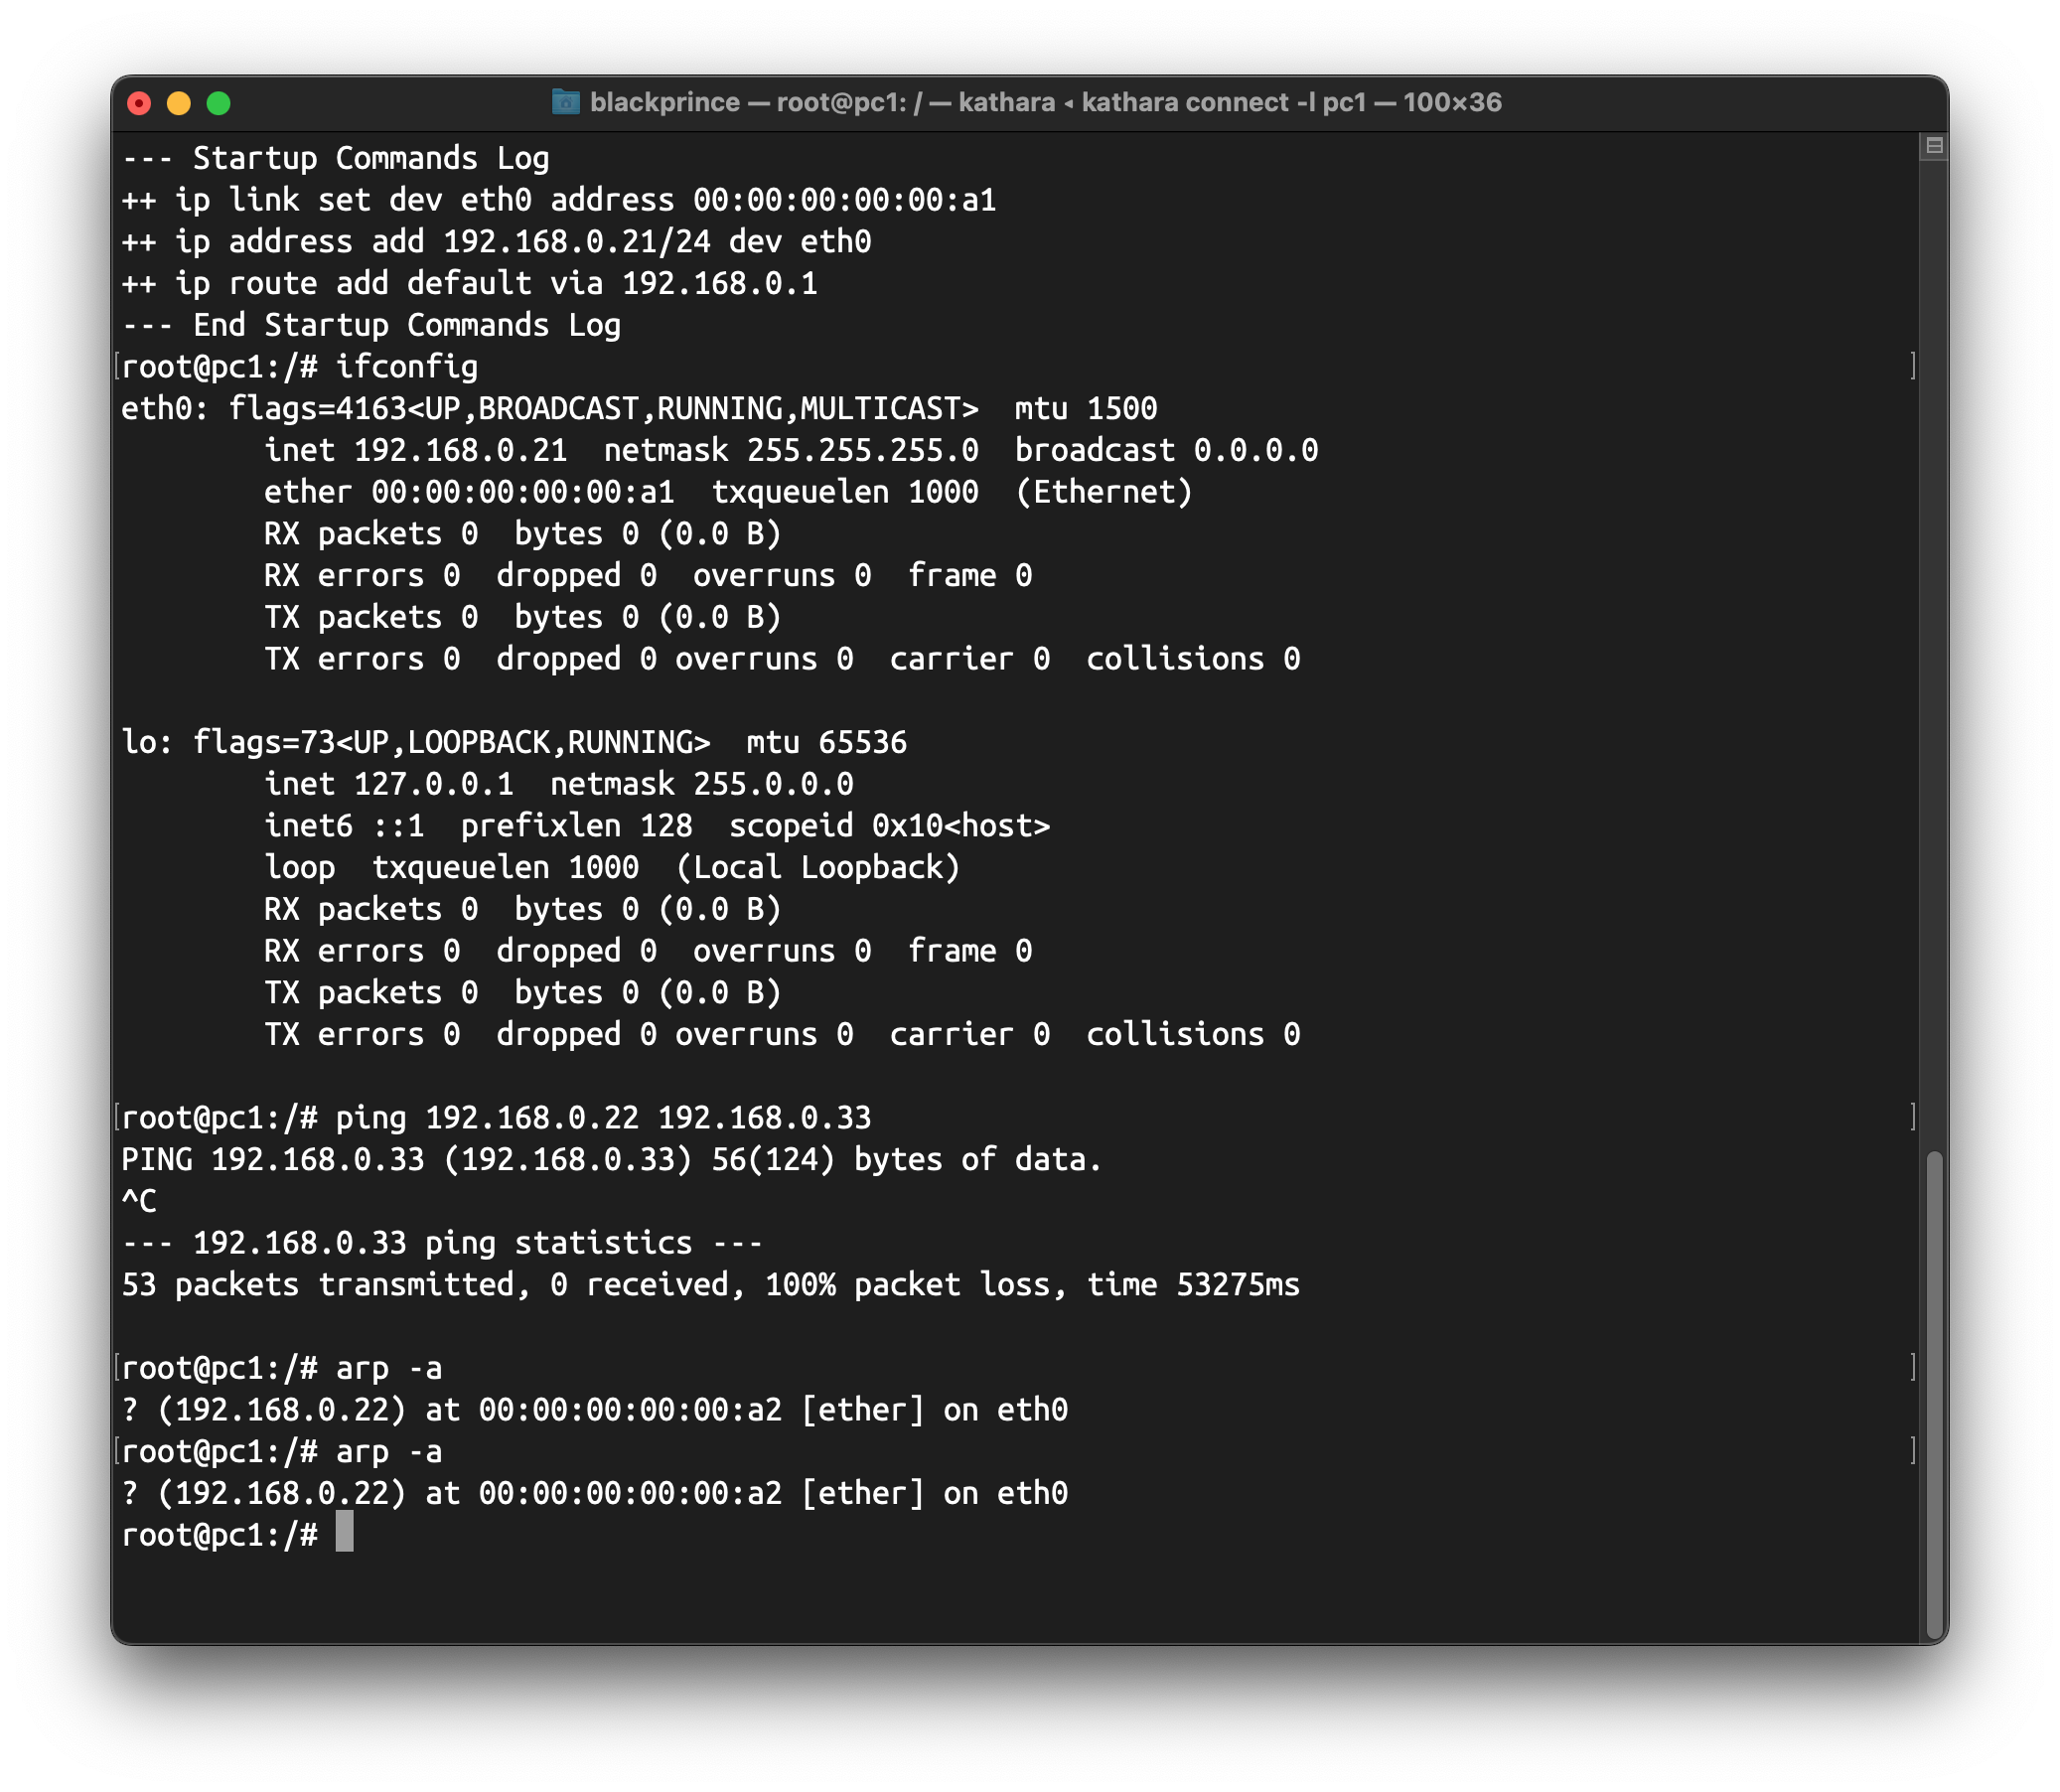 blackprince — root@pc1: / — kathara ◂ kathara connect -l pc1 — 100×36
--- Startup Commands Log
++ ip link set dev eth0 address 00:00:00:00:00:a1
++ ip address add 192.168.0.21/24 dev eth0
++ ip route add default via 192.168.0.1
--- End Startup Commands Log
[root@pc1:/# ifconfig ]
eth0: flags=4163<UP,BROADCAST,RUNNING,MULTICAST>  mtu 1500
        inet 192.168.0.21  netmask 255.255.255.0  broadcast 0.0.0.0
        ether 00:00:00:00:00:a1  txqueuelen 1000  (Ethernet)
        RX packets 0  bytes 0 (0.0 B)
        RX errors 0  dropped 0  overruns 0  frame 0
        TX packets 0  bytes 0 (0.0 B)
        TX errors 0  dropped 0 overruns 0  carrier 0  collisions 0
lo: flags=73<UP,LOOPBACK,RUNNING>  mtu 65536
        inet 127.0.0.1  netmask 255.0.0.0
        inet6 ::1  prefixlen 128  scopeid 0x10<host>
        loop  txqueuelen 1000  (Local Loopback)
        RX packets 0  bytes 0 (0.0 B)
        RX errors 0  dropped 0  overruns 0  frame 0
        TX packets 0  bytes 0 (0.0 B)
        TX errors 0  dropped 0 overruns 0  carrier 0  collisions 0
[root@pc1:/# ping 192.168.0.22 192.168.0.33 ]
PING 192.168.0.33 (192.168.0.33) 56(124) bytes of data.
^C
--- 192.168.0.33 ping statistics ---
53 packets transmitted, 0 received, 100% packet loss, time 53275ms
[root@pc1:/# arp -a ]
? (192.168.0.22) at 00:00:00:00:00:a2 [ether] on eth0
[root@pc1:/# arp -a ]
? (192.168.0.22) at 00:00:00:00:00:a2 [ether] on eth0
root@pc1:/#